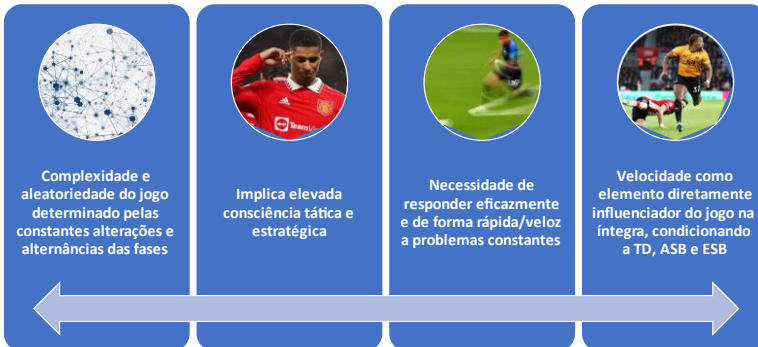 Complexidade e
aleatoriedade do jogo
determinado pelas
constantes alterações e
alternâncias das fases
TeamV
Implica elevada
consciência tática e
estratégica
Necessidade de
responder eficazmente
e de forma rápida/veloz
a problemas constantes
Velocidade como
elemento diretamente
influenciador do jogo na
íntegra, condicionando
a TD, ASB e ESB